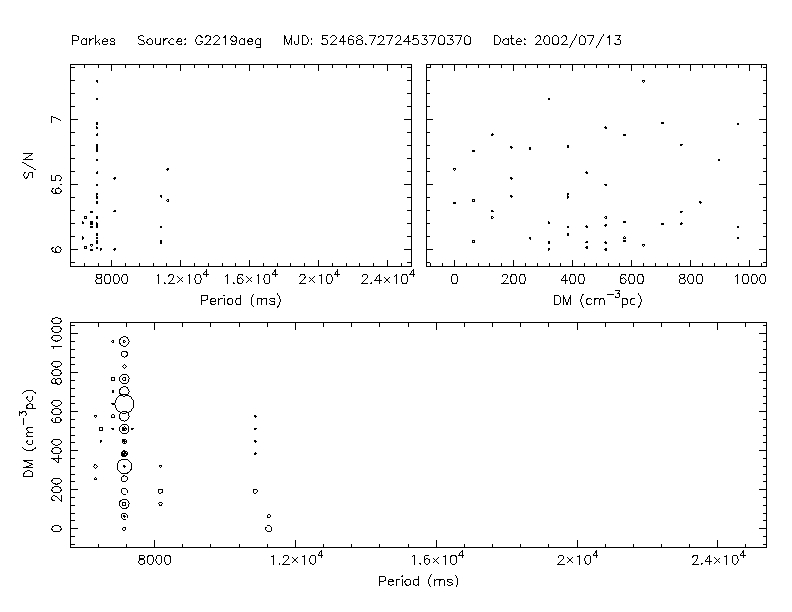 Parkes Source: G2219aeg MJD: 52468.727245370370 Date: 2002/07/13
S/N
7
6.5
6
8000 1.2×10⁴ 1.6×10⁴ 2×10⁴ 2.4×10⁴
Period (ms)
0 200 400 600 800 1000
DM (cm⁻³pc)
DM (cm⁻³pc)
1000
800
600
400
200
0
8000 1.2×10⁴ 1.6×10⁴ 2×10⁴ 2.4×10⁴
Period (ms)